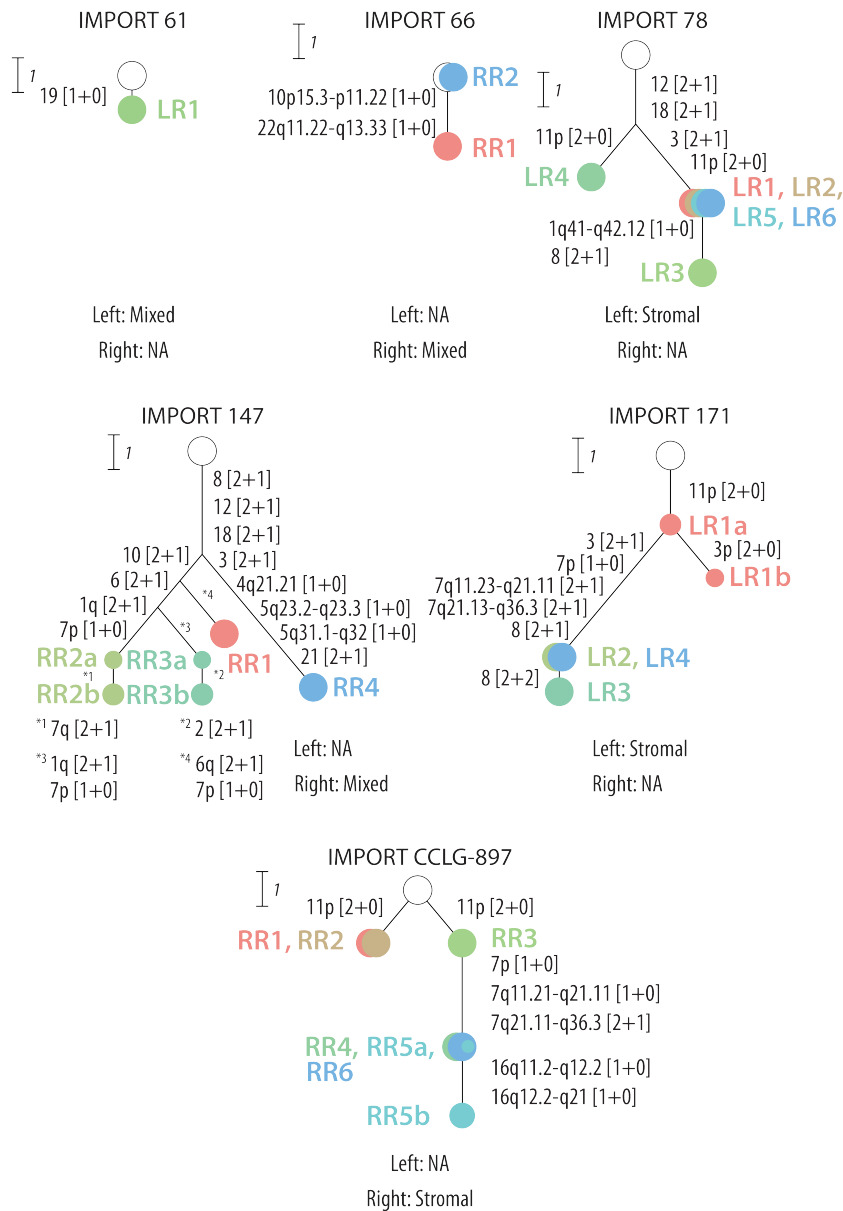 IMPORT 61
1
19 [1+0]
LR1
Left: Mixed
Right: NA
IMPORT 66
1
RR2
10p15.3-p11.22 [1+0]
22q11.22-q13.33 [1+0]
RR1
Left: NA
Right: Mixed
IMPORT 78
1
12 [2+1]
18 [2+1]
3 [2+1]
11p [2+0]
11p [2+0]
LR4
LR1, LR2,
LR5, LR6
1q41-q42.12 [1+0]
8 [2+1]
LR3
Left: Stromal
Right: NA
IMPORT 147
1
8 [2+1]
12 [2+1]
18 [2+1]
3 [2+1]
10 [2+1]
6 [2+1]
1q [2+1]
7p [1+0]
*4
*3
4q21.21 [1+0]
5q23.2-q23.3 [1+0]
5q31.1-q32 [1+0]
21 [2+1]
RR2a
RR3a
RR1
*1
*2
RR2b
RR3b
RR4
*1 7q [2+1]
*2 2 [2+1]
*3 1q [2+1]
7p [1+0]
*4 6q [2+1]
7p [1+0]
Left: NA
Right: Mixed
IMPORT 171
1
11p [2+0]
LR1a
3p [2+0]
LR1b
3 [2+1]
7p [1+0]
7q11.23-q21.11 [2+1]
7q21.13-q36.3 [2+1]
8 [2+1]
LR2, LR4
8 [2+2]
LR3
Left: Stromal
Right: NA
IMPORT CCLG-897
1
11p [2+0]
11p [2+0]
RR1, RR2
RR3
7p [1+0]
7q11.21-q21.11 [1+0]
7q21.11-q36.3 [2+1]
RR4, RR5a,
RR6
16q11.2-q12.2 [1+0]
16q12.2-q21 [1+0]
RR5b
Left: NA
Right: Stromal